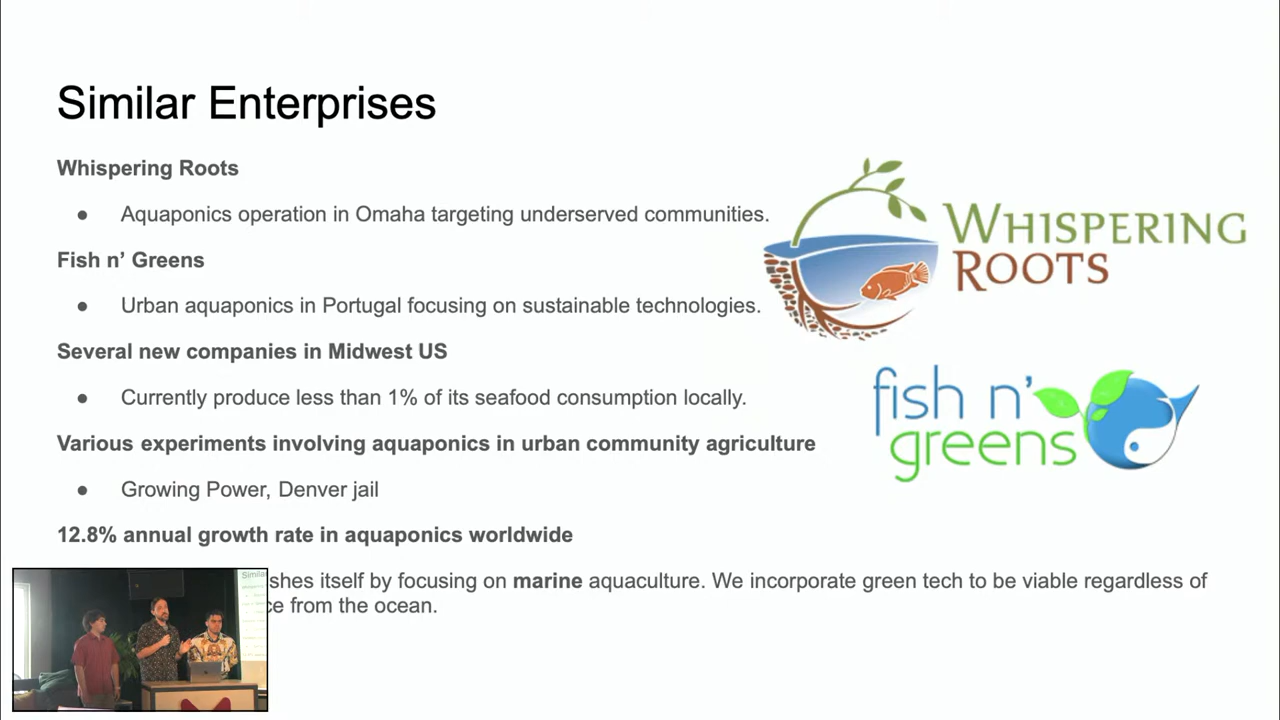 Similar Enterprises
Whispering Roots
● Aquaponics operation in Omaha targeting underserved communities.
Fish n’ Greens
● Urban aquaponics in Portugal focusing on sustainable technologies.
Several new companies in Midwest US
● Currently produce less than 1% of its seafood consumption locally.
Various experiments involving aquaponics in urban community agriculture
● Growing Power, Denver jail
12.8% annual growth rate in aquaponics worldwide
itself by focusing on marine aquaculture. We incorporate green tech to be viable regardless of
from the ocean.
WHISPERING
ROOTS
fish n’
greens